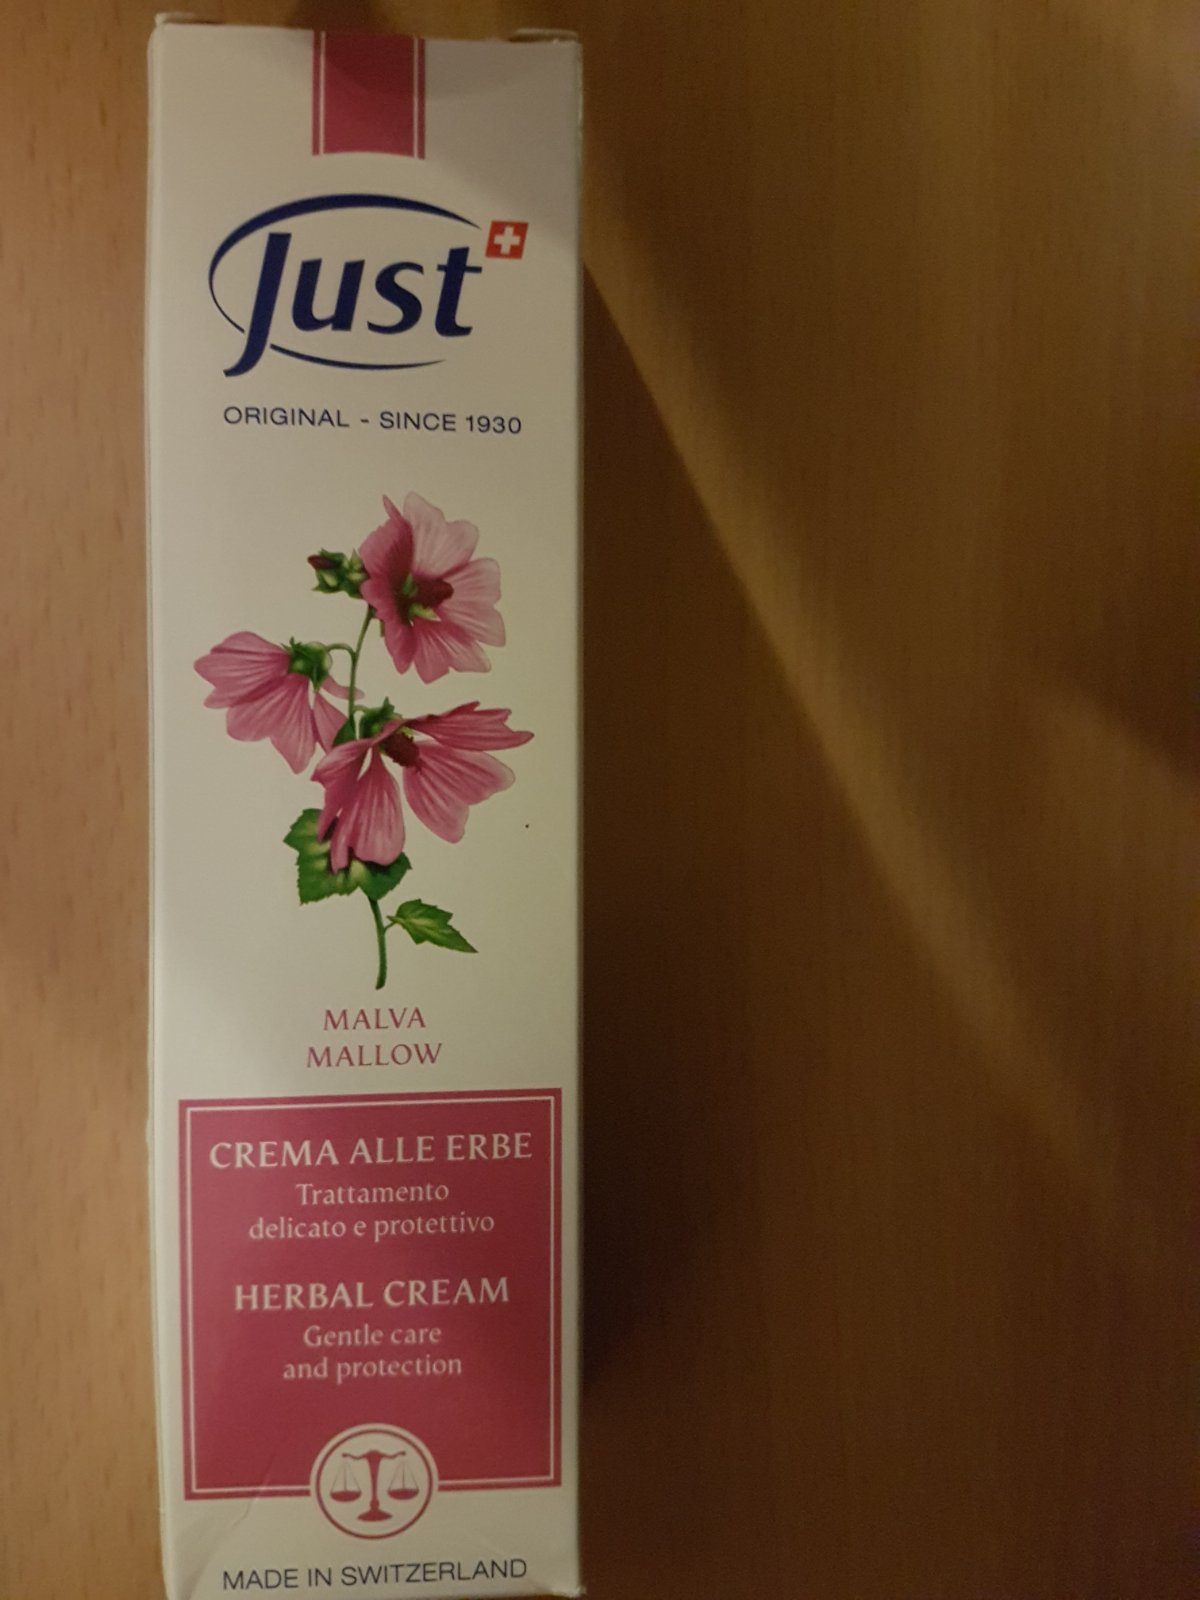 Just
ORIGINAL - SINCE 1930
MALVA
MALLOW
CREMA ALLE ERBE
Trattamento
delicato e protettivo
HERBAL CREAM
Gentle care
and protection
MADE IN SWITZERLAND